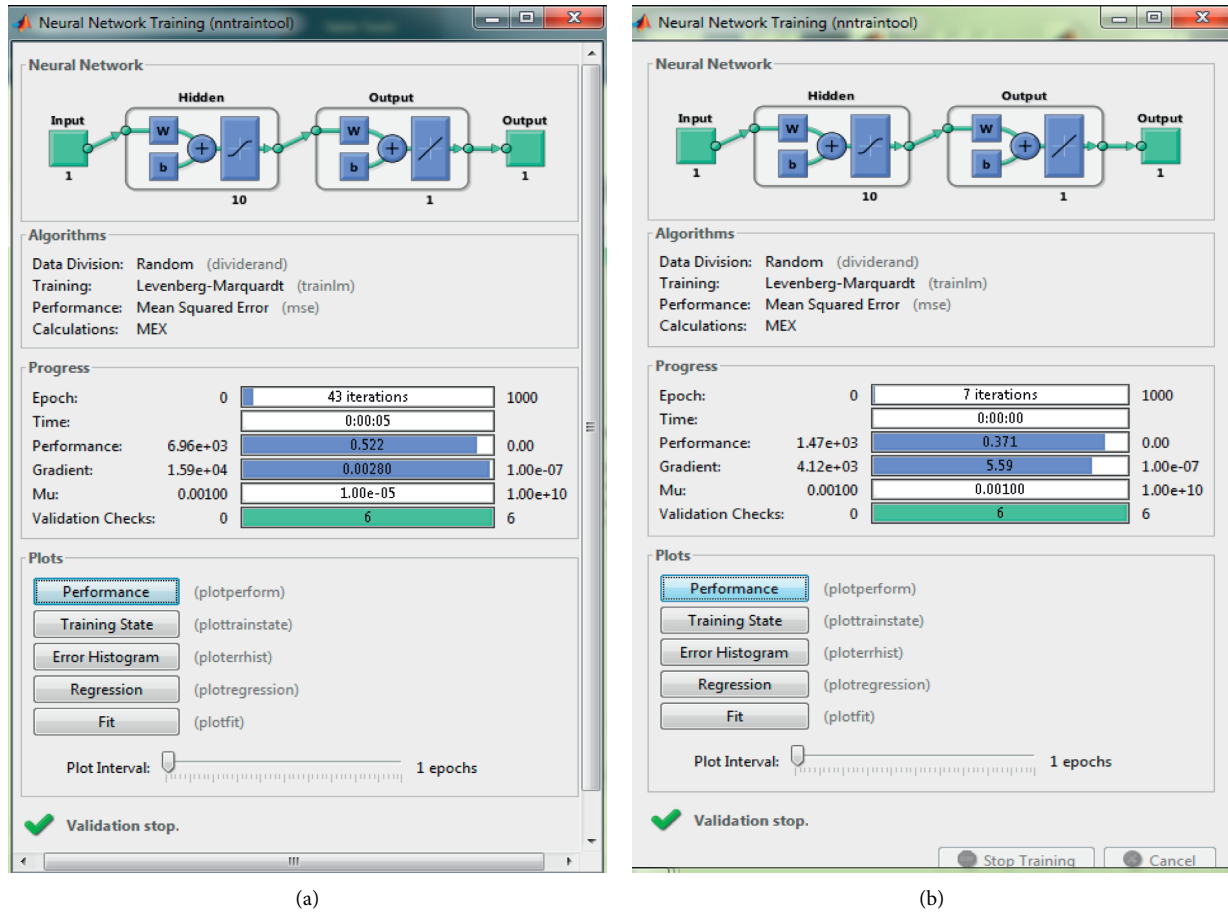 Neural Network Training (nntraintool)
Neural Network
Hidden
Output
Input
Output
W
W
+
+
b
b
1
1
10
1
Algorithms
Data Division: Random (dividerand)
Training: Levenberg-Marquardt (trainlm)
Performance: Mean Squared Error (mse)
Calculations: MEX
Progress
Epoch: 0 43 iterations 1000
Time: 0:00:05
Performance: 6.96e+03 0.522 0.00
Gradient: 1.59e+04 0.00280 1.00e-07
Mu: 0.00100 1.00e-05 1.00e+10
Validation Checks: 0 6 6
Plots
Performance (plotperform)
Training State (plottrainstate)
Error Histogram (ploterrhist)
Regression (plotregression)
Fit (plotfit)
Plot Interval: 1 epochs
Validation stop.
(a)
Neural Network Training (nntraintool)
Neural Network
Hidden
Output
Input
Output
W
W
+
+
b
b
1
1
10
1
Algorithms
Data Division: Random (dividerand)
Training: Levenberg-Marquardt (trainlm)
Performance: Mean Squared Error (mse)
Calculations: MEX
Progress
Epoch: 0 7 iterations 1000
Time: 0:00:00
Performance: 1.47e+03 0.371 0.00
Gradient: 4.12e+03 5.59 1.00e-07
Mu: 0.00100 0.00100 1.00e+10
Validation Checks: 0 6 6
Plots
Performance (plotperform)
Training State (plottrainstate)
Error Histogram (ploterrhist)
Regression (plotregression)
Fit (plotfit)
Plot Interval: 1 epochs
Validation stop.
Stop Training Cancel
(b)